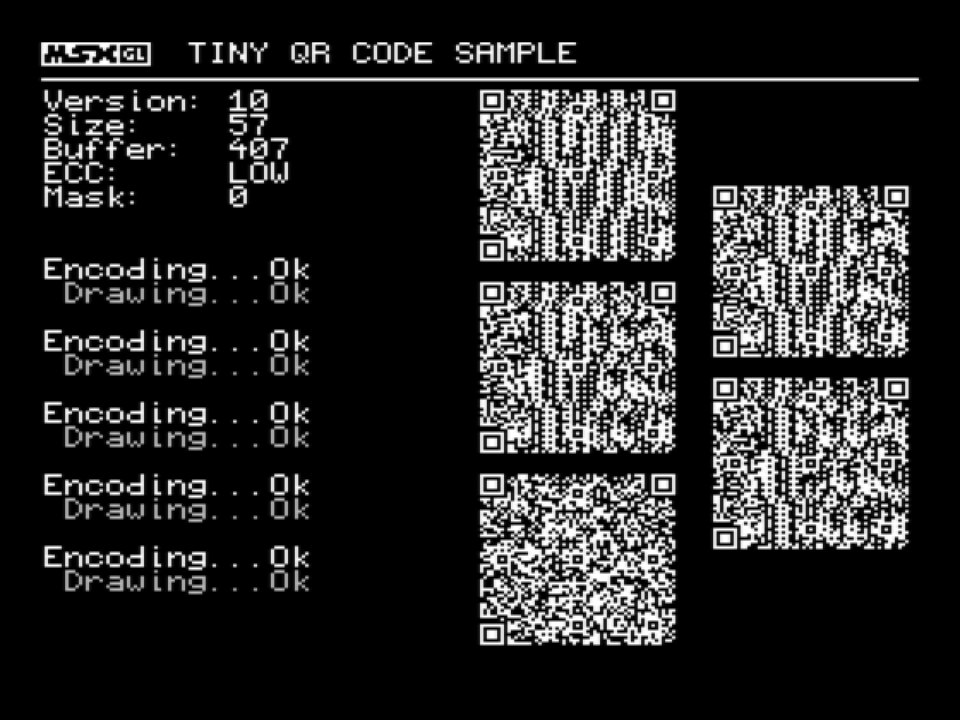 MSX GL TINY QR CODE SAMPLE
Version: 10
Size: 57
Buffer: 407
ECC: LOW
Mask: 0
Encoding...Ok
Drawing...Ok
Encoding...Ok
Drawing...Ok
Encoding...Ok
Drawing...Ok
Encoding...Ok
Drawing...Ok
Encoding...Ok
Drawing...Ok